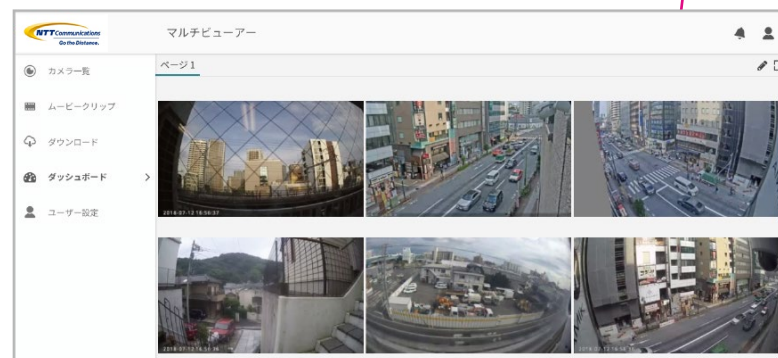 NTT Communications
Go the Distance.
マルチビューアー
カメラ一覧
ページ 1
ムービークリップ
ダウンロード
ダッシュボード
ユーザー設定
2018-07-12 16:56:37